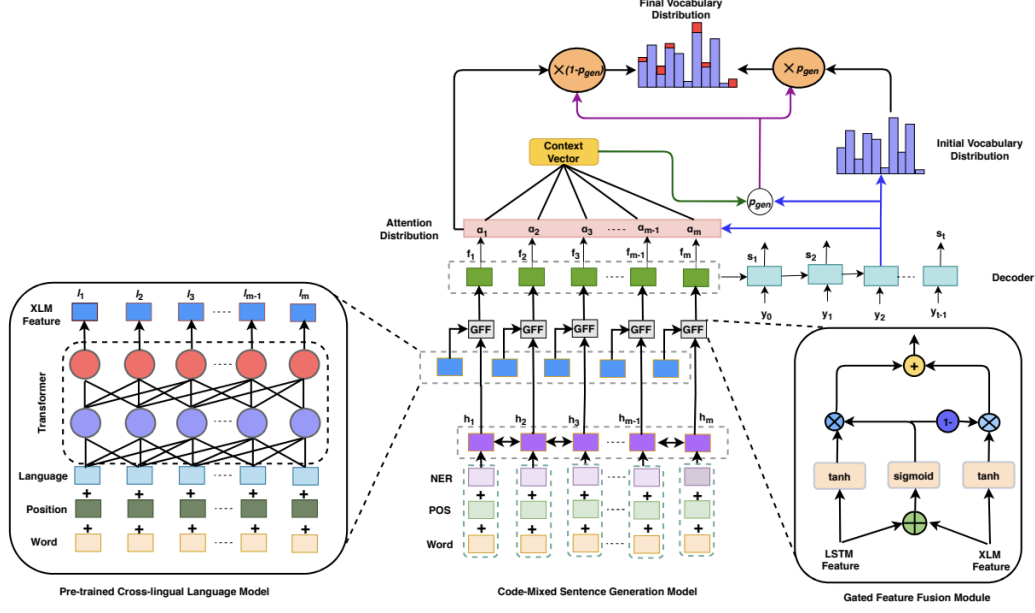 Final Vocabulary
Distribution
×(1-pgen)
× pgen
Context
Vector
Initial Vocabulary
Distribution
pgen
Attention
Distribution
α1 α2 α3 αm-1 αm
f1 f2 f3 fm-1 fm
s1 s2 st
Decoder
y0 y1 y2 yt-1
GFF GFF GFF GFF GFF
h1 h2 h3 hm-1 hm
NER
+ + + + +
POS
+ + + + +
Word
Code-Mixed Sentence Generation Model
l1 l2 l3 lm-1 lm
XLM
Feature
Transformer
Language
+ + + + +
Position
+ + + + +
Word
Pre-trained Cross-lingual Language Model
+
1-
tanh sigmoid tanh
LSTM
Feature
XLM
Feature
Gated Feature Fusion Module